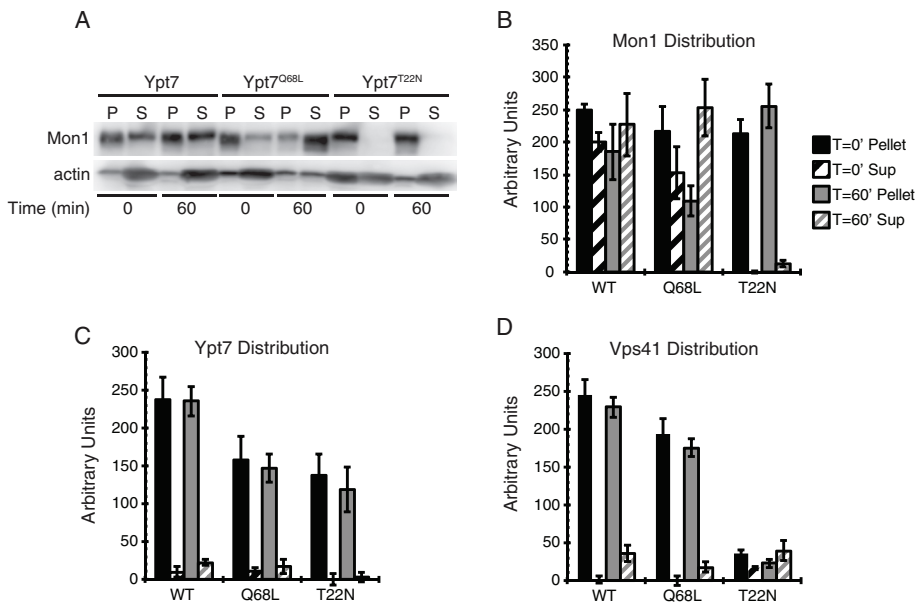 A
Ypt7 Ypt7Q68L Ypt7T22N
P S P S P S P S P S P S
Mon1
actin
Time (min) 0 60 0 60 0 60
B
Mon1 Distribution
Arbitrary Units
350
300
250
200
150
100
50
0
WT Q68L T22N
T=0' Pellet
T=0' Sup
T=60' Pellet
T=60' Sup
C
Ypt7 Distribution
Arbitrary Units
300
250
200
150
100
50
0
WT Q68L T22N
D
Vps41 Distribution
Arbitrary Units
300
250
200
150
100
50
0
WT Q68L T22N